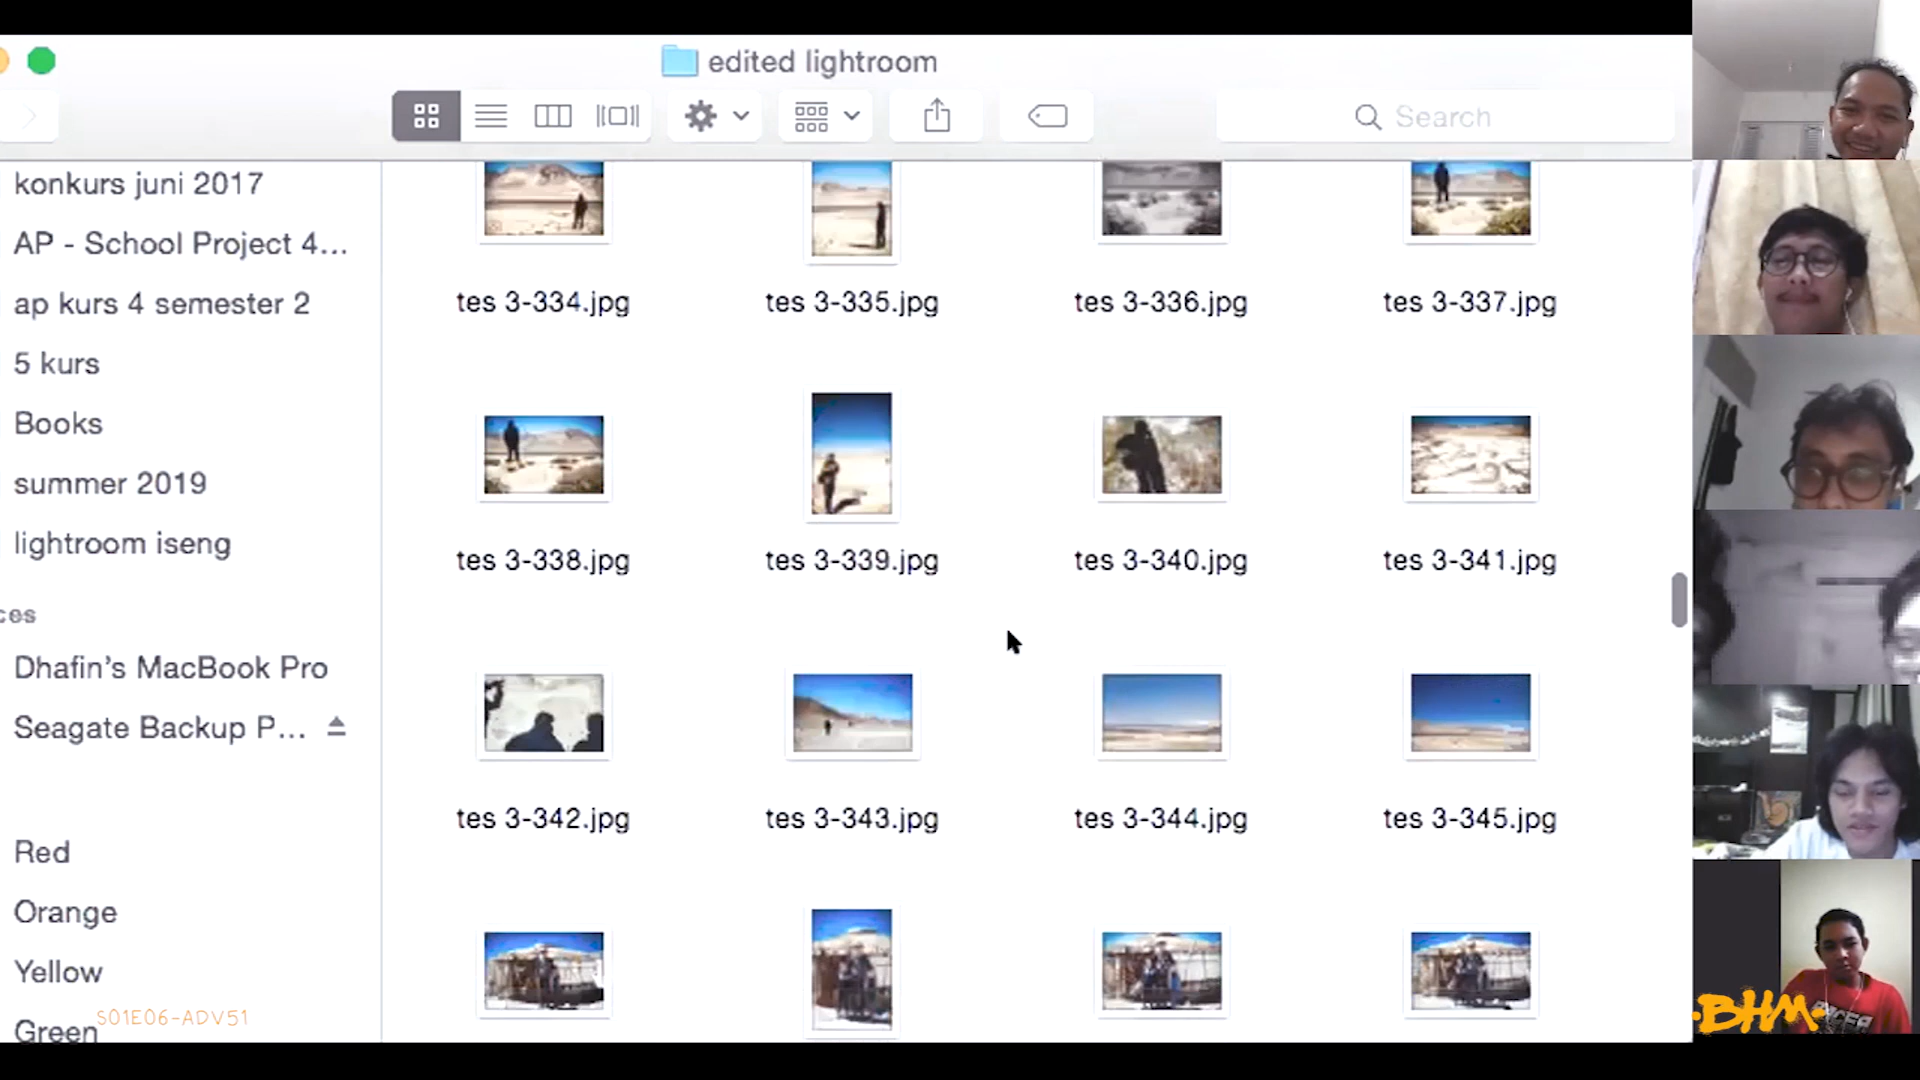 edited lightroom
Search
konkurs juni 2017
AP - School Project 4...
ap kurs 4 semester 2
5 kurs
Books
summer 2019
lightroom iseng
ces
Dhafin's MacBook Pro
Seagate Backup P...
Red
Orange
Yellow
Green
tes 3-334.jpg
tes 3-335.jpg
tes 3-336.jpg
tes 3-337.jpg
tes 3-338.jpg
tes 3-339.jpg
tes 3-340.jpg
tes 3-341.jpg
tes 3-342.jpg
tes 3-343.jpg
tes 3-344.jpg
tes 3-345.jpg
S01E06-ADV51
BHM